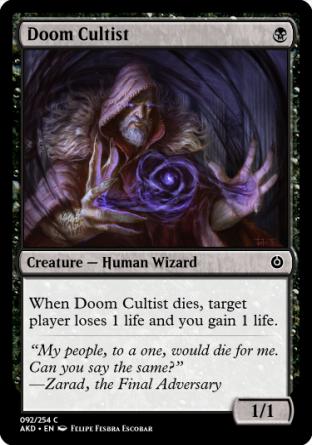 Doom Cultist
Creature — Human Wizard
When Doom Cultist dies, target
player loses 1 life and you gain 1 life.
“My people, to a one, would die for me.
Can you say the same?”
—Zarad, the Final Adversary
1/1
092/254 C
AKD • EN Felipe Fisbra Escobar